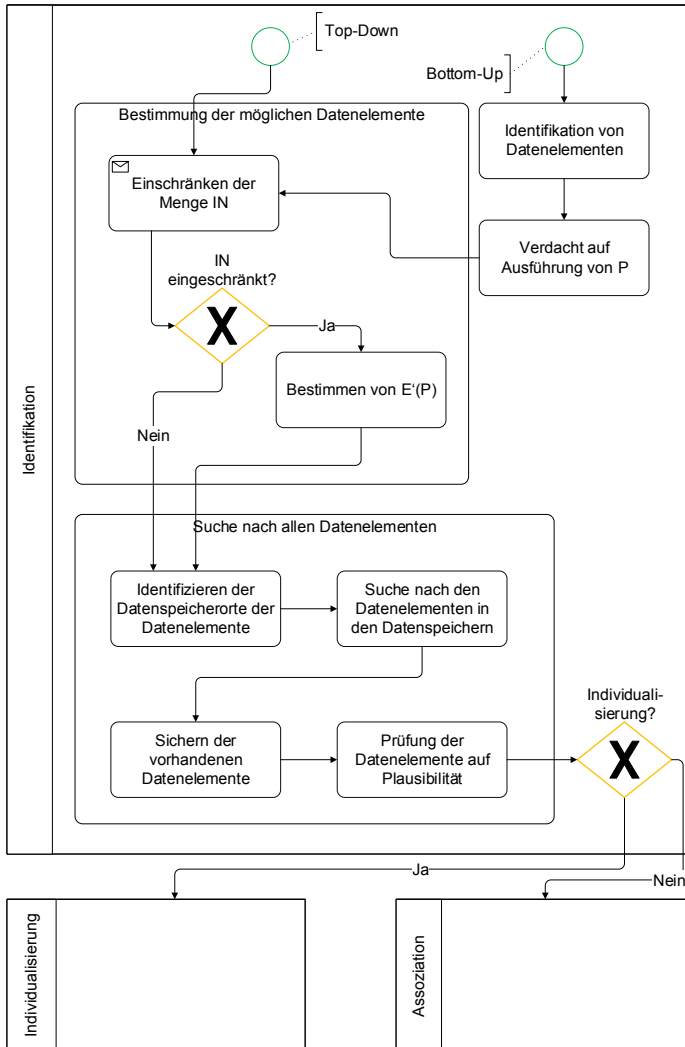 Top-Down
Bottom-Up
Bestimmung der möglichen Datenelemente
Identifikation von
Datenelementen
Einschränken der
Menge IN
Verdacht auf
Ausführung von P
IN
eingeschränkt?
X
Ja
Bestimmen von E‘(P)
Nein
Identifikation
Suche nach allen Datenelementen
Identifizieren der
Datenspeicherorte der
Datenelemente
Suche nach den
Datenelementen in
den Datenspeichern
Sichern der
vorhandenen
Datenelemente
Prüfung der
Datenelemente auf
Plausibilität
Individuali-
sierung?
X
Ja
Nein
Individualisierung
Assoziation